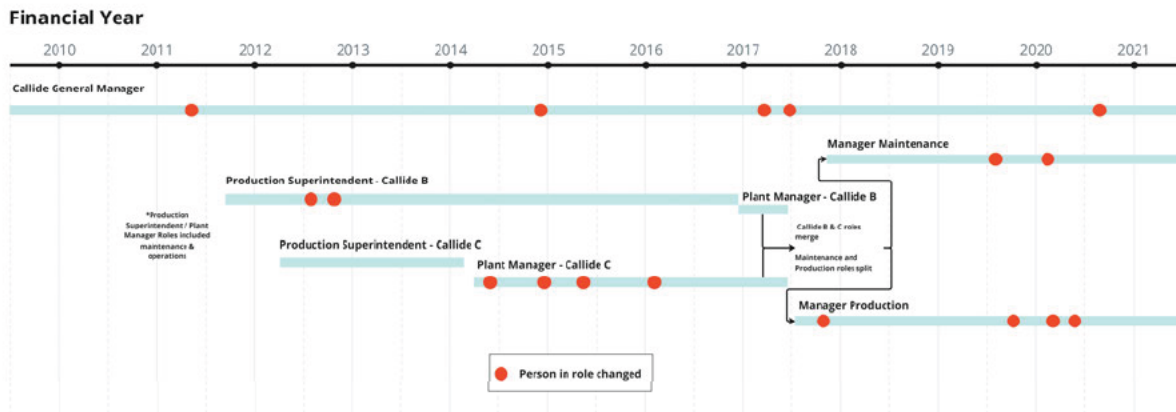 Financial Year
2010 2011 2012 2013 2014 2015 2016 2017 2018 2019 2020 2021
Callide General Manager
Manager Maintenance
Production Superintendent - Callide B
Plant Manager - Callide B
*Production
Superintendent / Plant
Manager Roles included
maintenance &
operations
Callide B & C roles
merge
Production Superintendent - Callide C
Maintenance and
Production roles split
Plant Manager - Callide C
Manager Production
Person in role changed